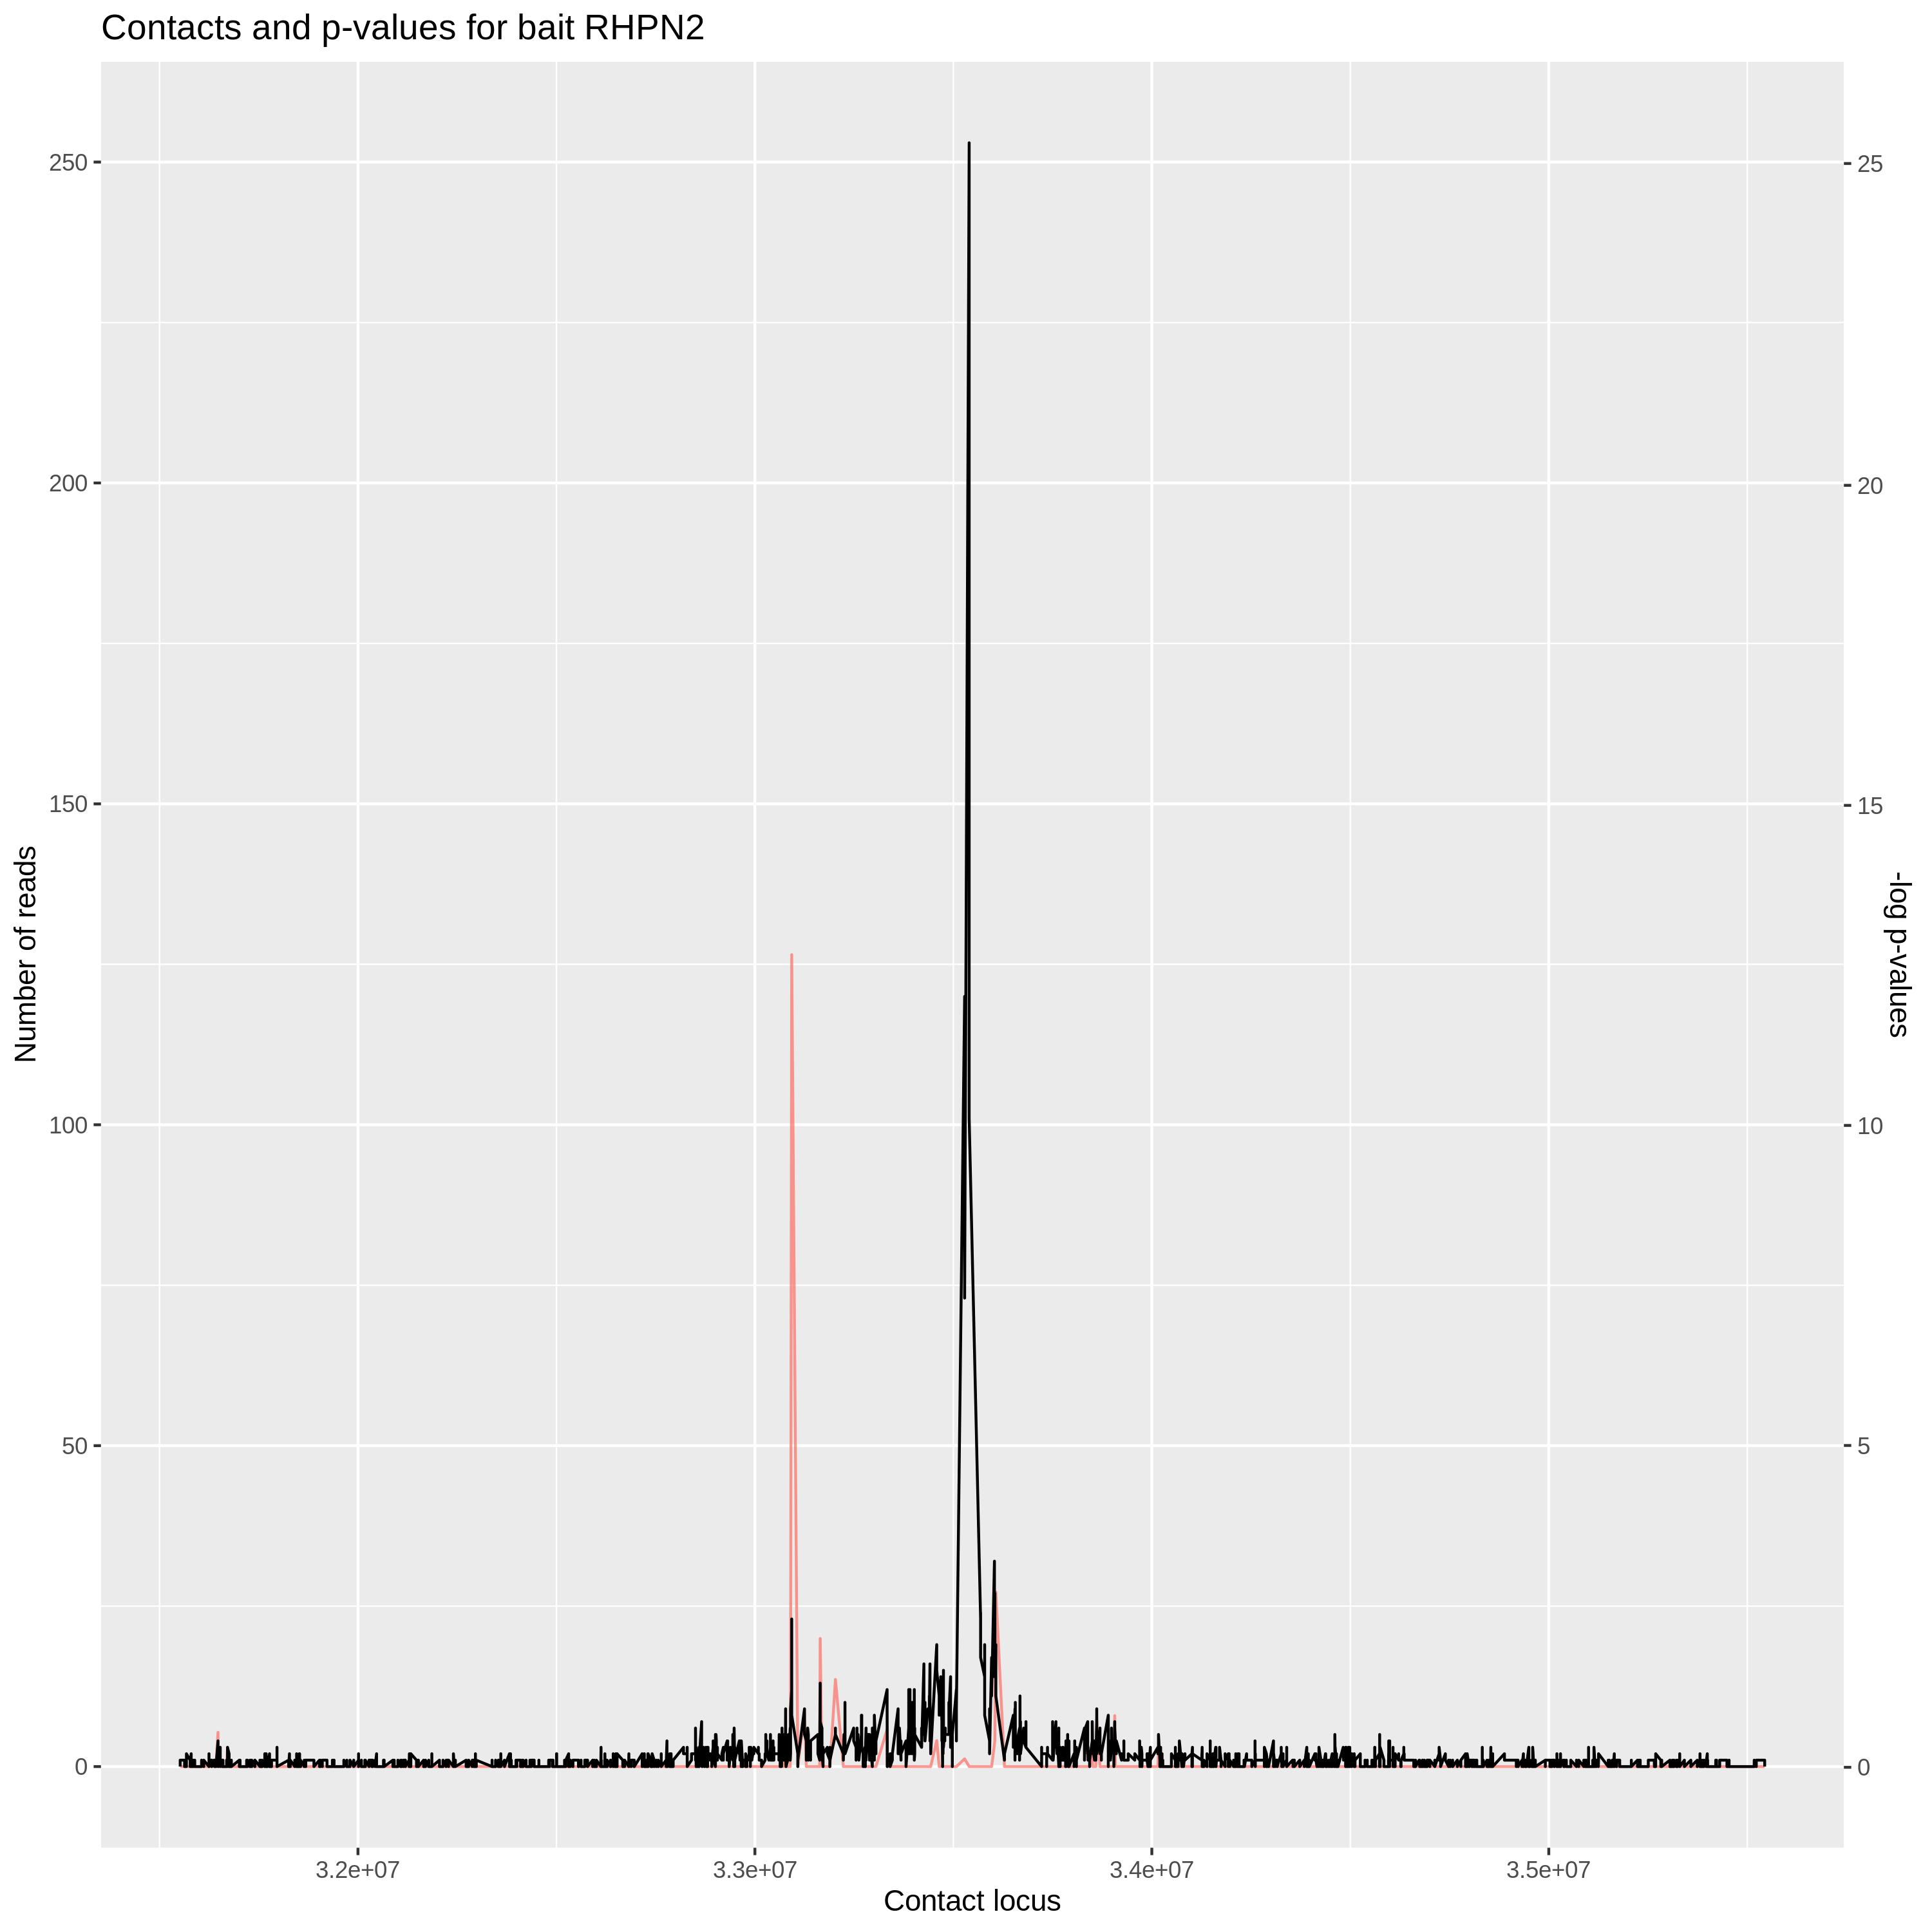 Contacts and p-values for bait RHPN2
Number of reads
250
200
150
100
50
0
25
20
15
10
5
0
-log p-values
3.2e+07
3.3e+07
3.4e+07
3.5e+07
Contact locus